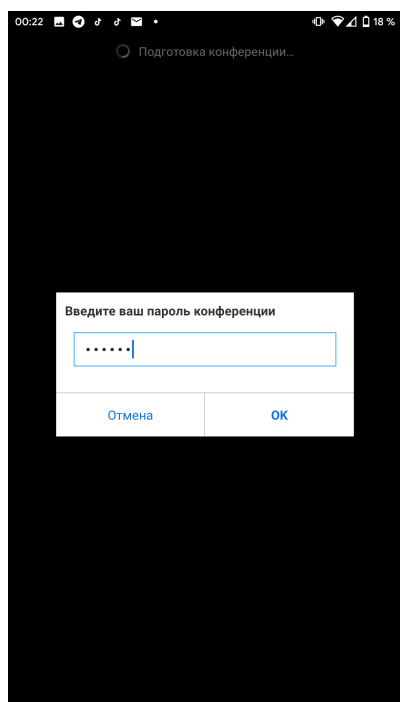 00:22 18 %
Подготовка конференции...
Введите ваш пароль конференции
••••••
Отмена OK